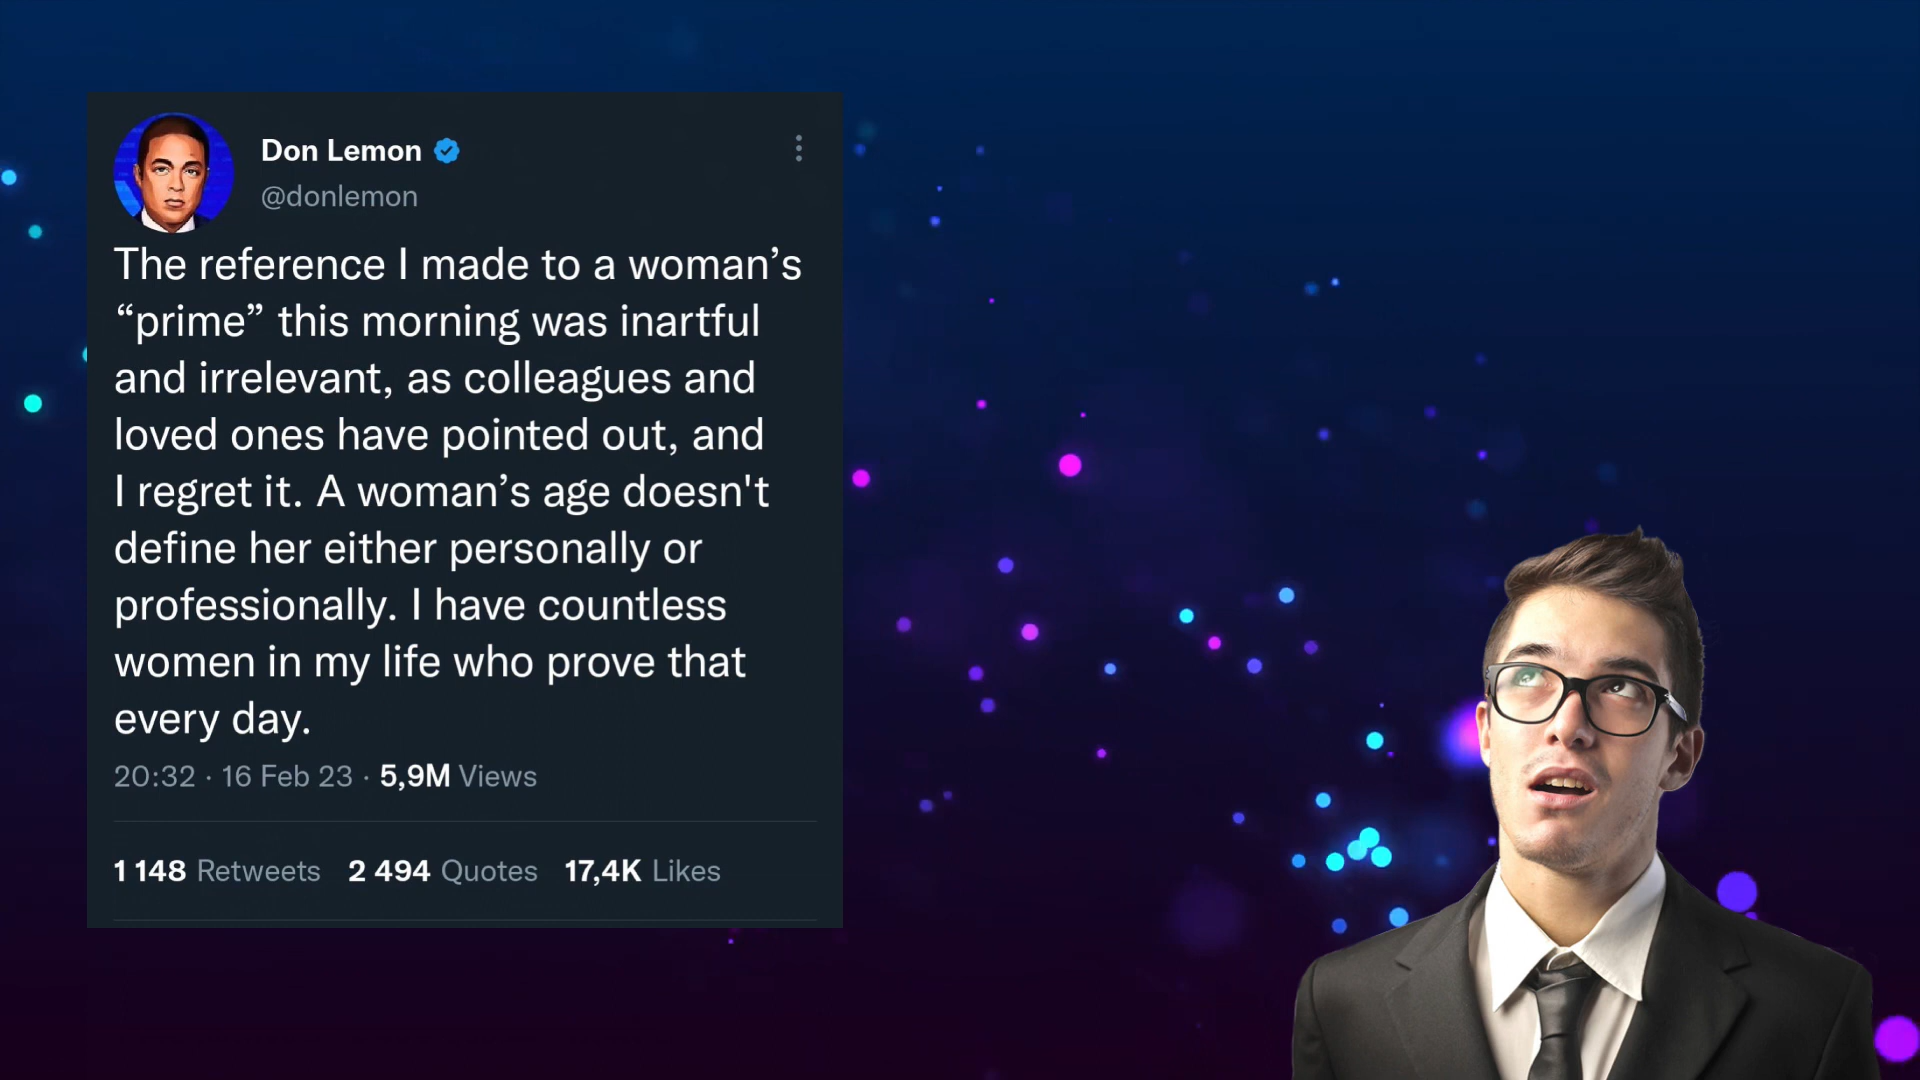 Don Lemon
@donlemon
The reference I made to a woman’s
“prime” this morning was inartful
and irrelevant, as colleagues and
loved ones have pointed out, and
I regret it. A woman’s age doesn't
define her either personally or
professionally. I have countless
women in my life who prove that
every day.
20:32 · 16 Feb 23 · 5,9M Views
1 148 Retweets 2 494 Quotes 17,4K Likes